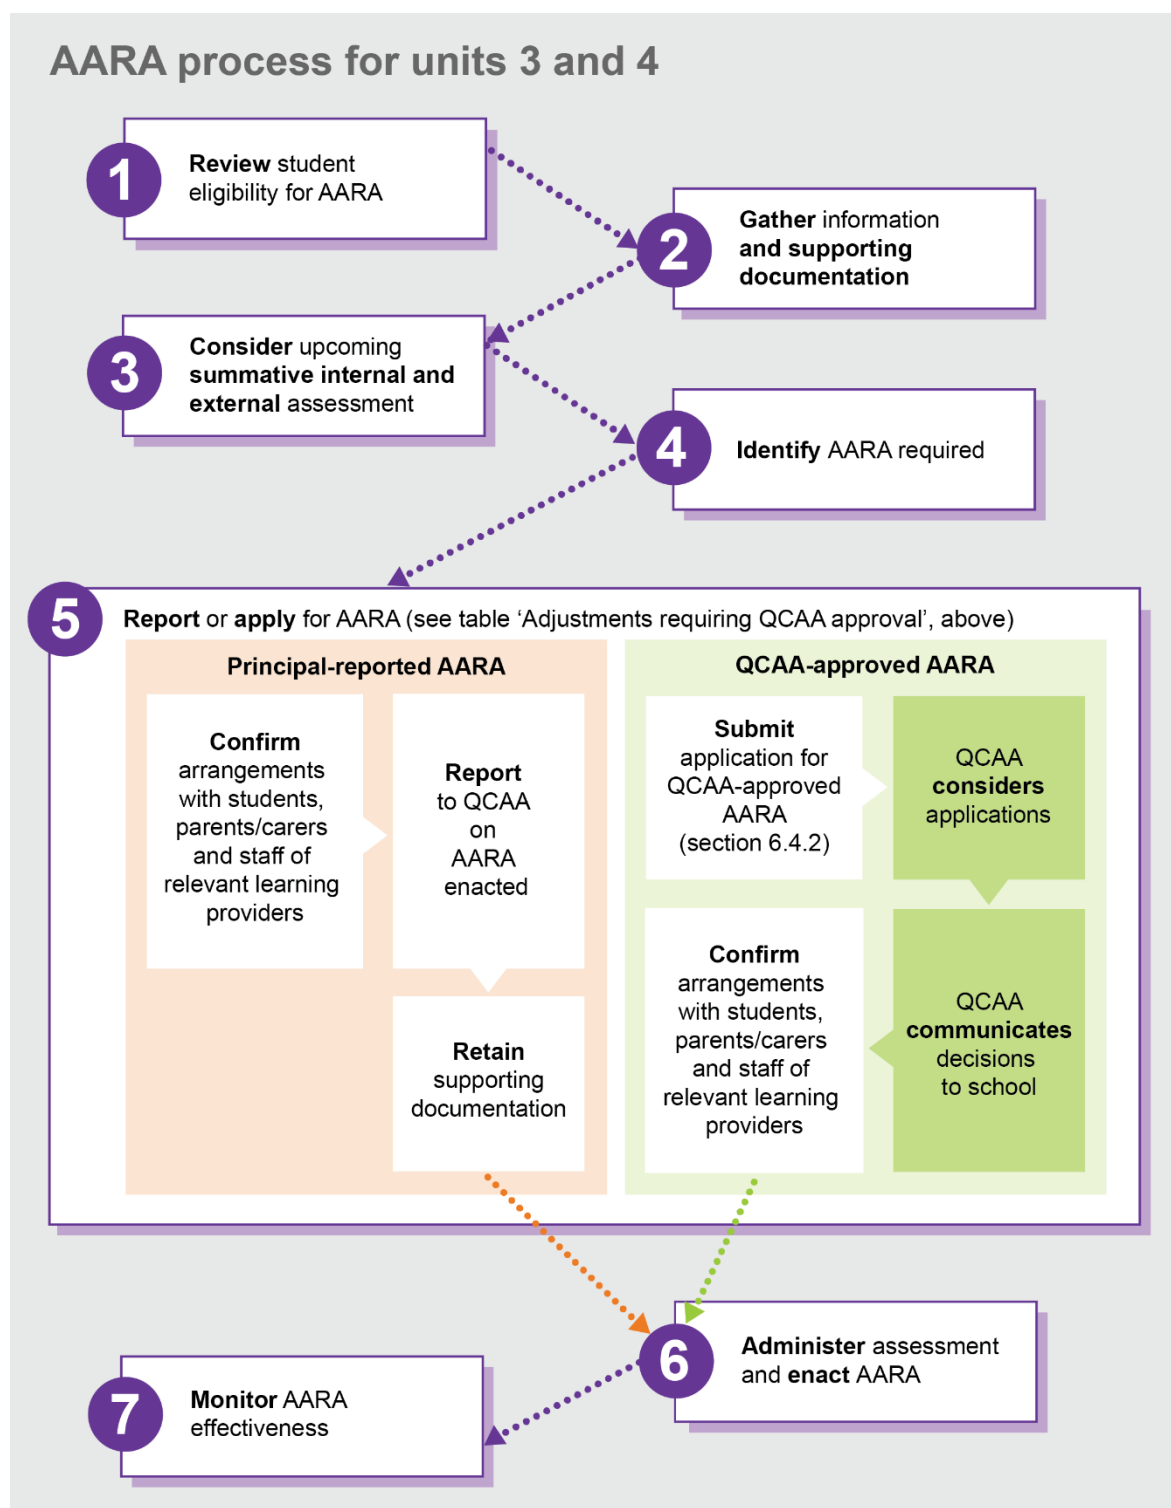 AARA process for units 3 and 4
1
Review student
eligibility for AARA
2
Gather information
and supporting
documentation
3
Consider upcoming
summative internal and
external assessment
4
Identify AARA required
5
Report or apply for AARA (see table ‘Adjustments requiring QCAA approval’, above)
Principal-reported AARA
Confirm
arrangements
with students,
parents/carers
and staff of
relevant learning
providers
Report
to QCAA
on
AARA
enacted
Retain
supporting
documentation
QCAA-approved AARA
Submit
application for
QCAA-approved
AARA
(section 6.4.2)
QCAA
considers
applications
QCAA
communicates
decisions
to school
Confirm
arrangements
with students,
parents/carers
and staff of
relevant learning
providers
6
Administer assessment
and enact AARA
7
Monitor AARA
effectiveness